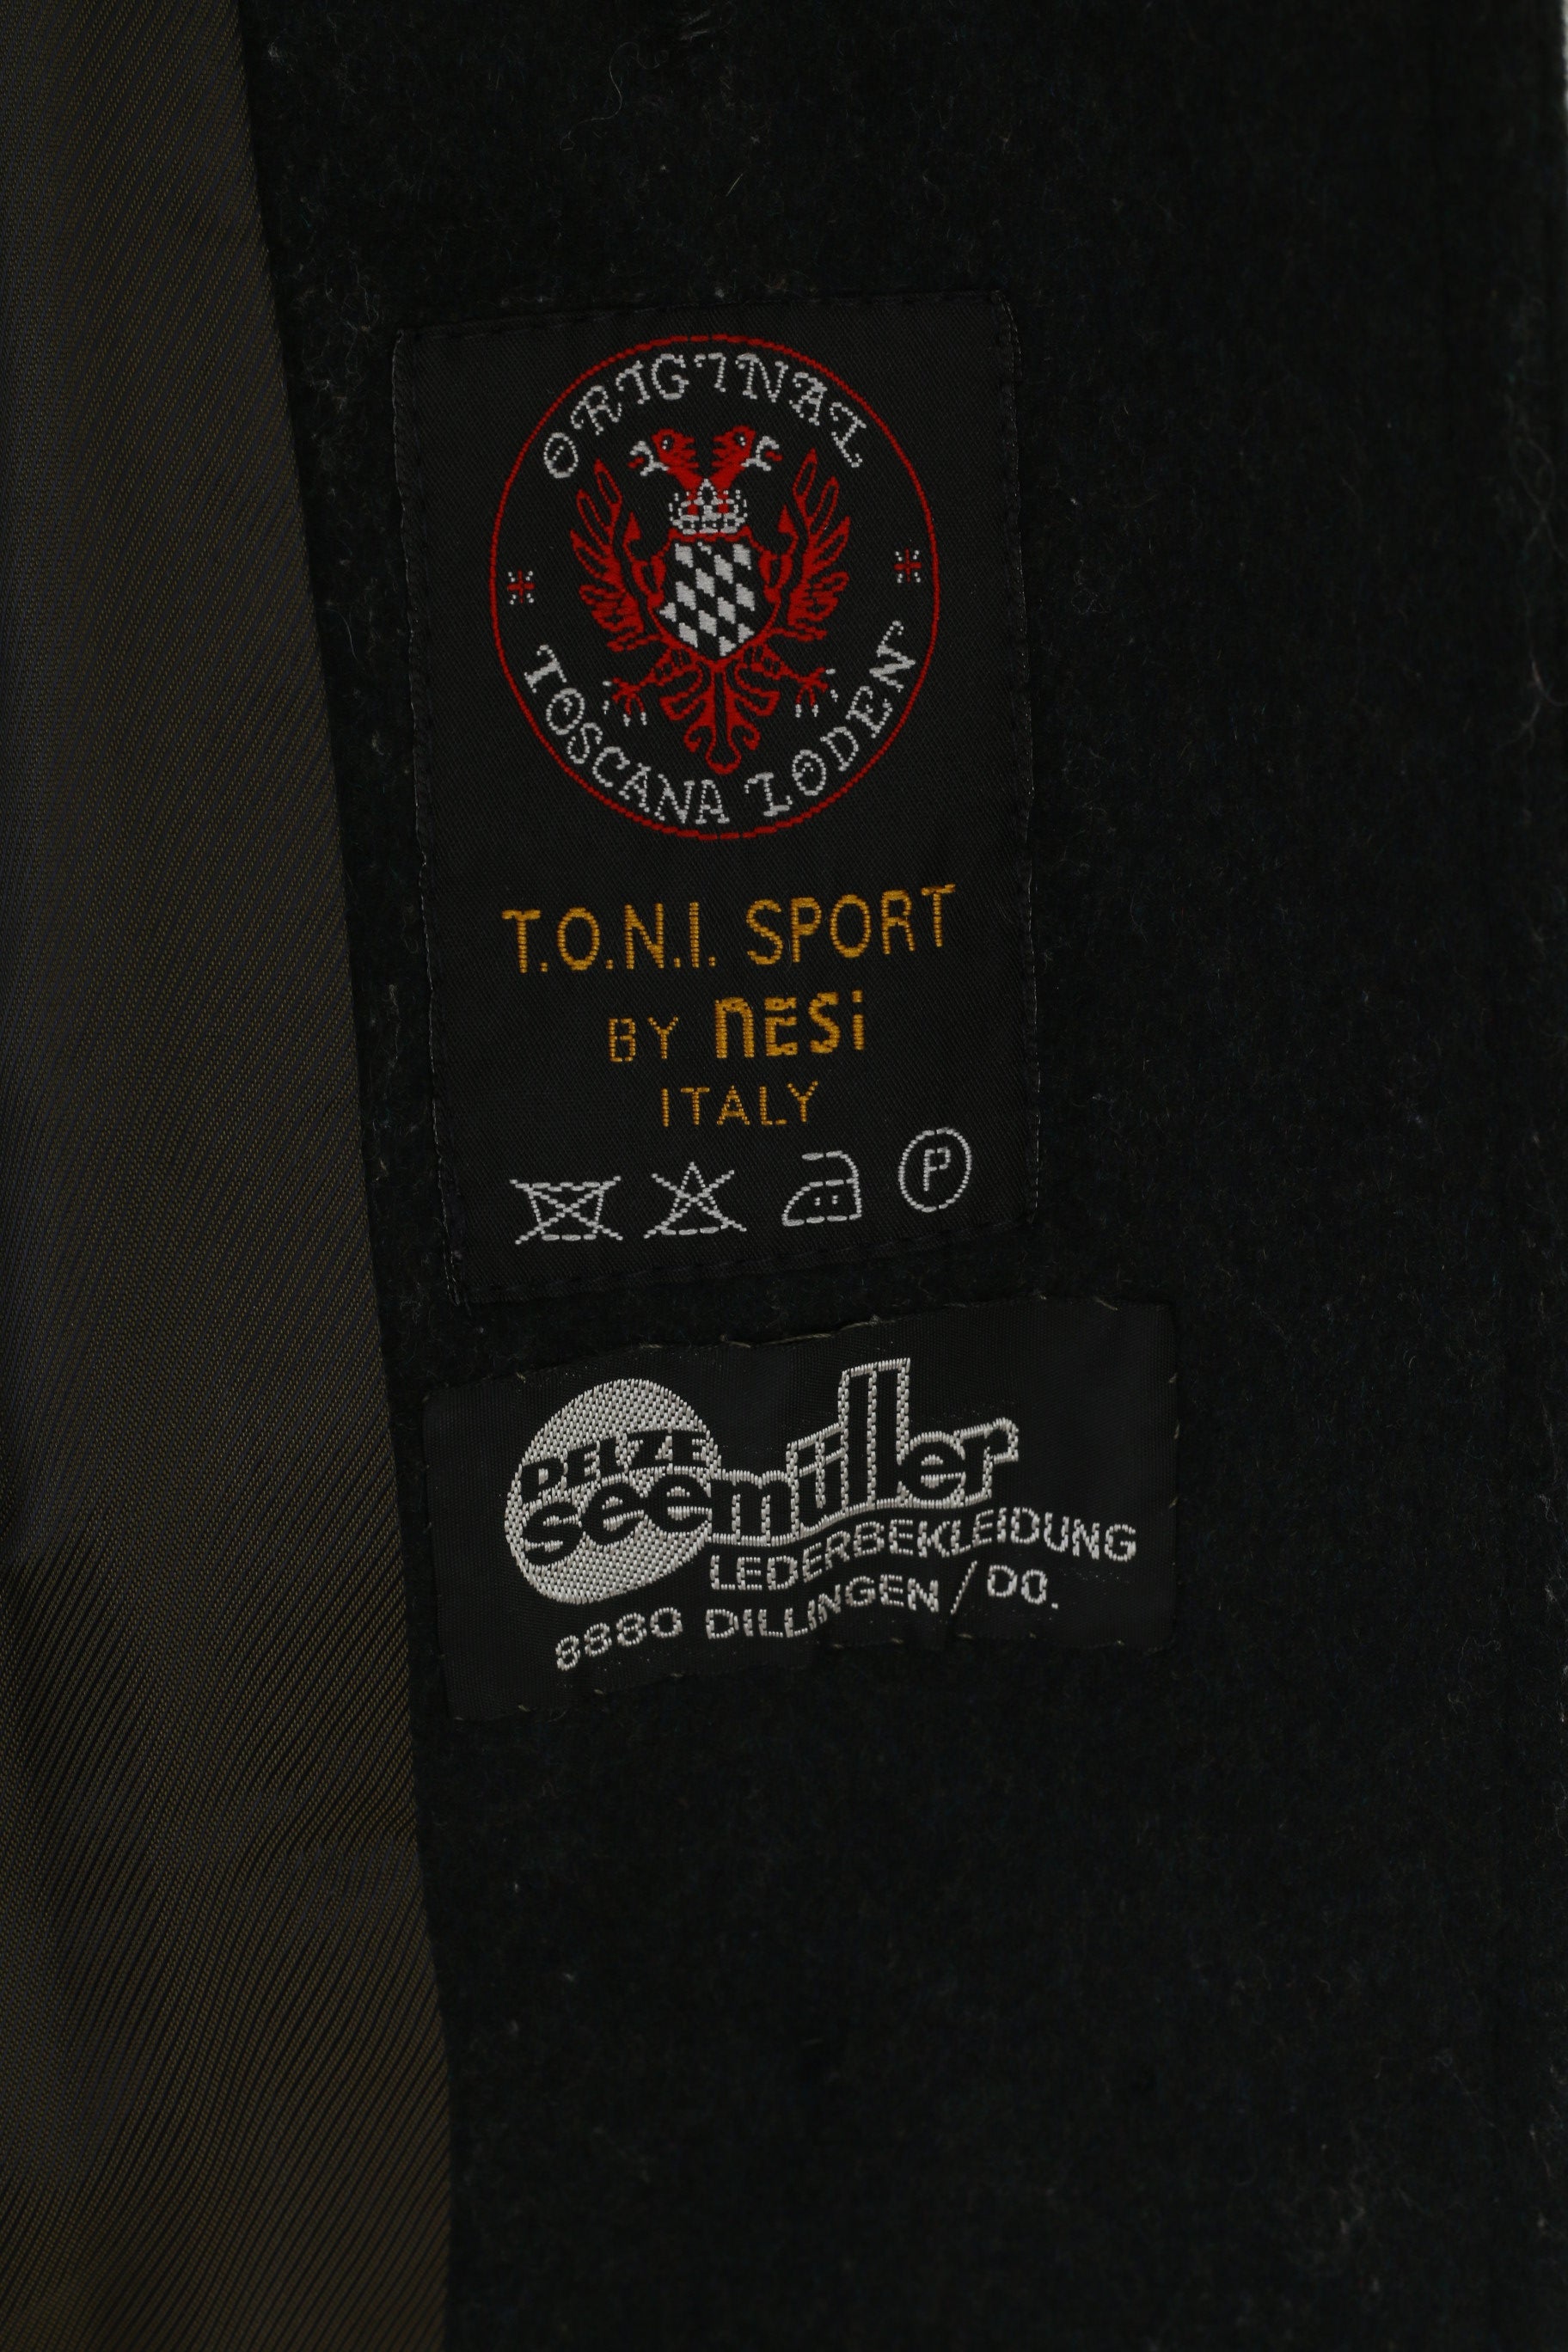 ORIGINAL
TOSCANA LODEN
T.O.N.I. SPORT
BY NESi
ITALY
P
PELZE
seemüller
LEDERBEKLEIDUNG
8880 DILLINGEN/DO.